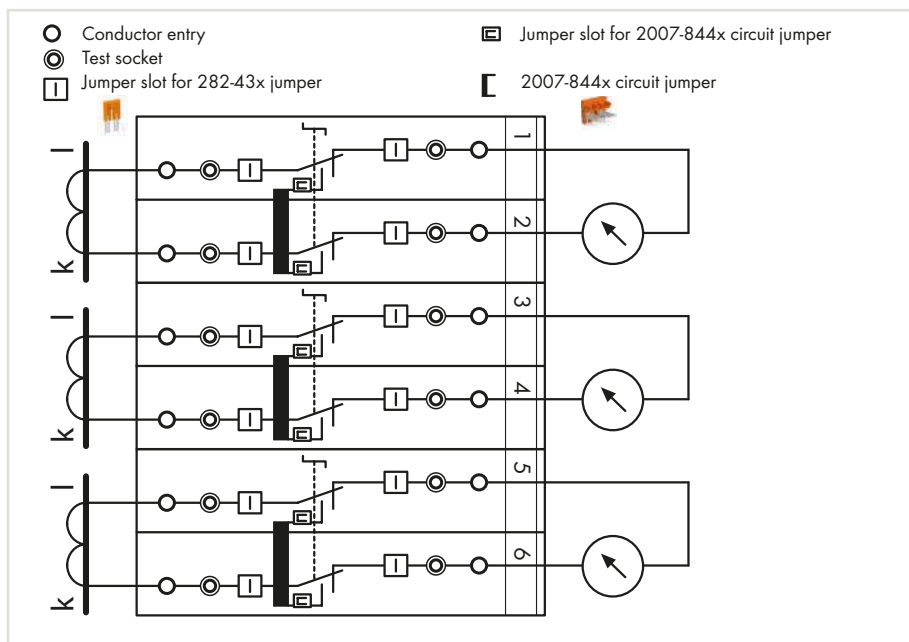 Conductor entry
Test socket
Jumper slot for 282-43x jumper
Jumper slot for 2007-844x circuit jumper
2007-844x circuit jumper
l
k
l
k
l
k
1
2
3
4
5
6